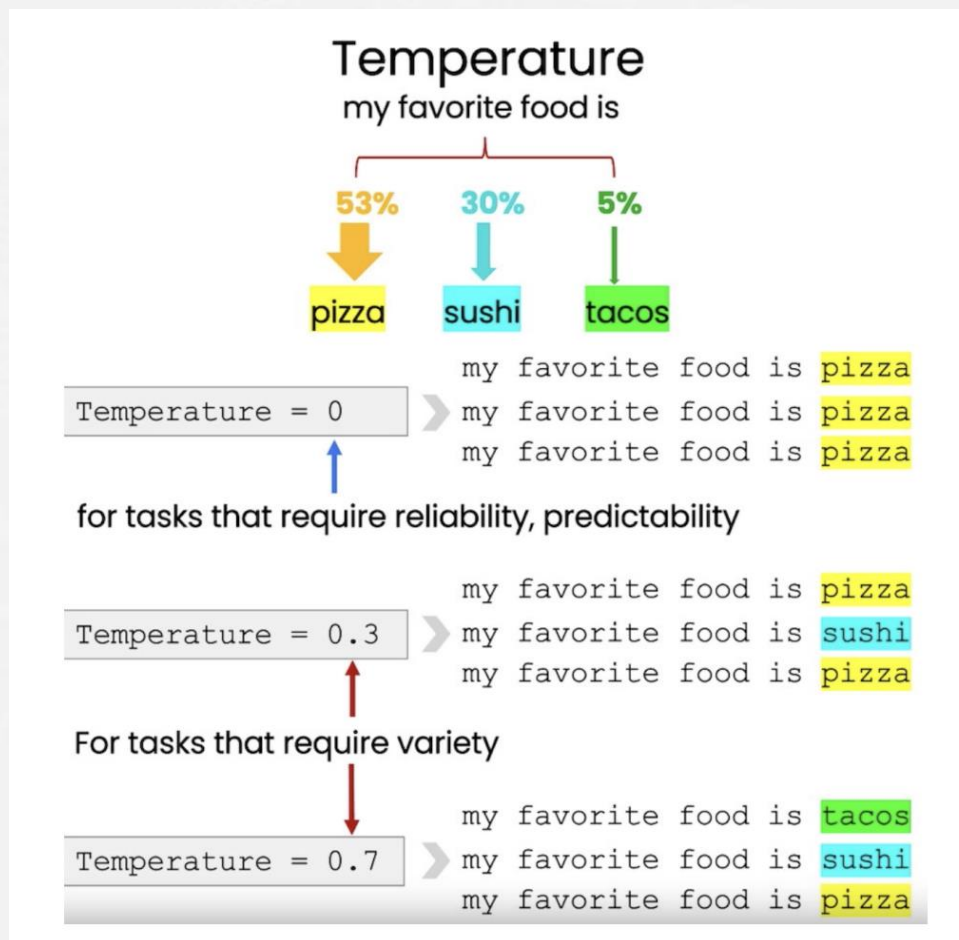 Temperature
my favorite food is
53% 30% 5%
pizza sushi tacos
my favorite food is pizza
Temperature = 0 my favorite food is pizza
my favorite food is pizza
for tasks that require reliability, predictability
my favorite food is pizza
Temperature = 0.3 my favorite food is sushi
my favorite food is pizza
For tasks that require variety
my favorite food is tacos
Temperature = 0.7 my favorite food is sushi
my favorite food is pizza